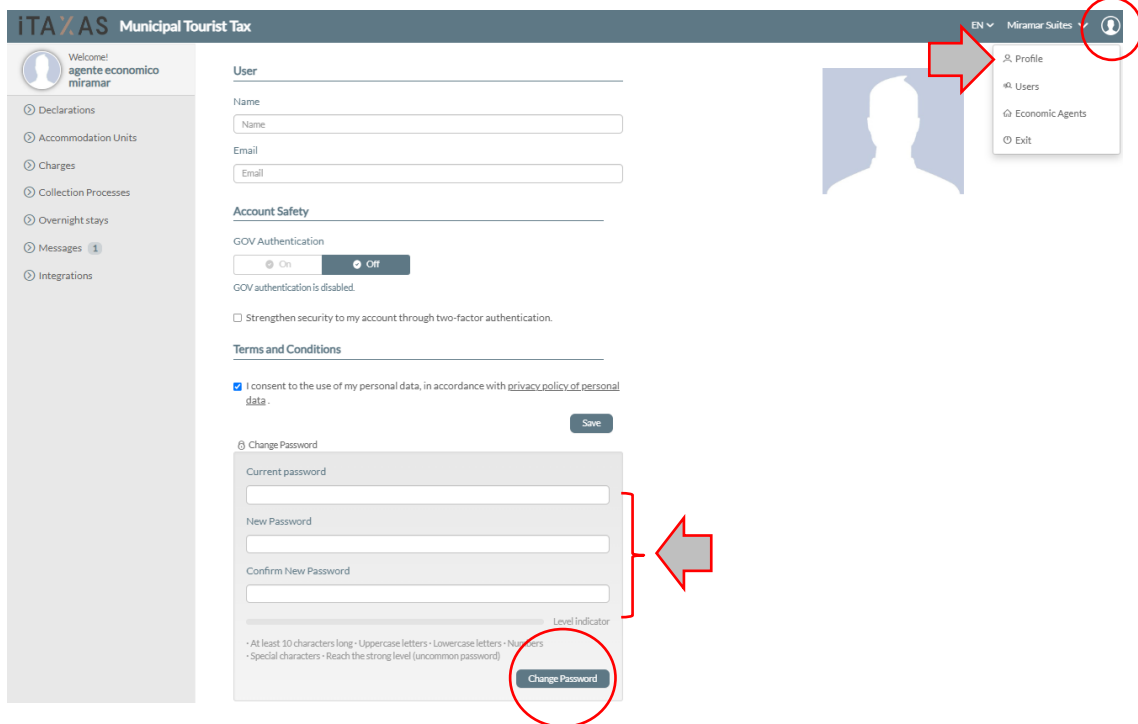 iTAXAS Municipal Tourist Tax
EN
Miramar Suites
Welcome!
agente economico
miramar
Declarations
Accommodation Units
Charges
Collection Processes
Overnight stays
Messages 1
Integrations
User
Name
Name
Email
Email
Account Safety
GOV Authentication
On
Off
GOV authentication is disabled.
Strengthen security to my account through two-factor authentication.
Terms and Conditions
I consent to the use of my personal data, in accordance with privacy policy of personal
data .
Save
Change Password
Current password
New Password
Confirm New Password
Level indicator
· At least 10 characters long · Uppercase letters · Lowercase letters · Numbers
· Special characters · Reach the strong level (uncommon password)
Change Password
Profile
Users
Economic Agents
Exit